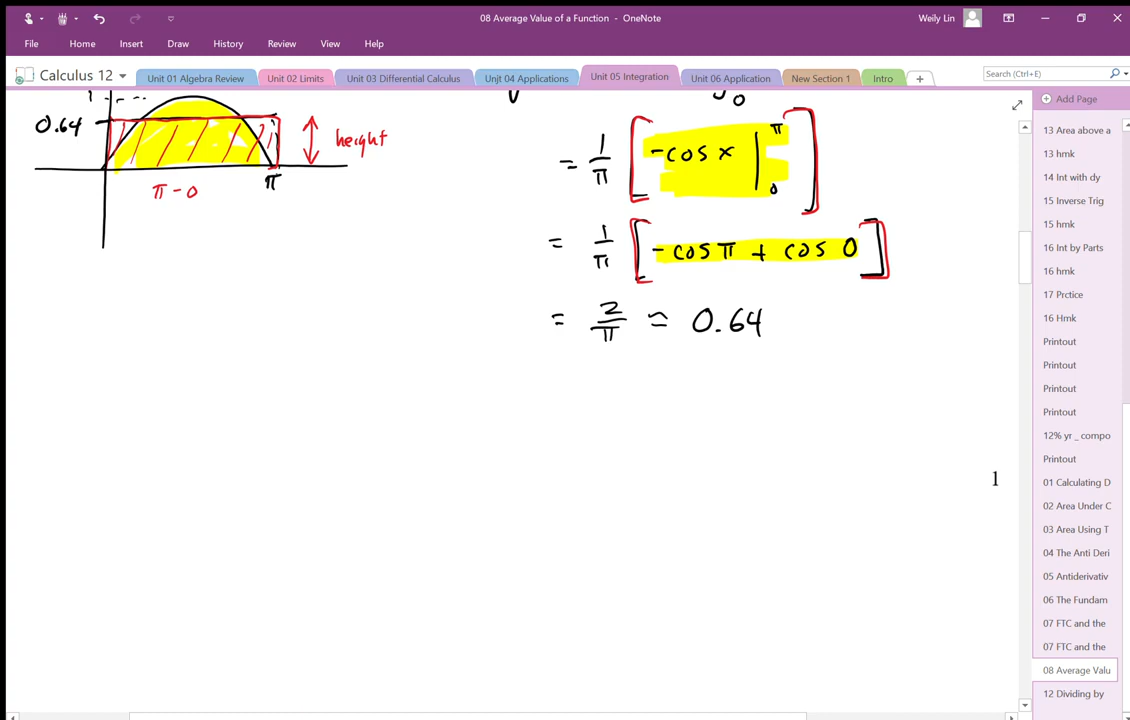 08 Average Value of a Function - OneNote
Weily Lin
File Home Insert Draw History Review View Help
Calculus 12
Unit 01 Algebra Review
Unit 02 Limits
Unit 03 Differential Calculus
Unit 04 Applications
Unit 05 Integration
Unit 06 Application
New Section 1
Intro
+
Search (Ctrl+E)
0.64
height
π - 0
π
0
= 1/π [ -cos x |
π
0
]
= 1/π [ - cos π + cos 0 ]
= 2/π ≈ 0.64
1
Add Page
13 Area above a
13 hmk
14 Int with dy
15 Inverse Trig
15 hmk
16 Int by Parts
16 hmk
17 Prctice
16 Hmk
Printout
Printout
Printout
Printout
12% yr _ compo
Printout
01 Calculating D
02 Area Under C
03 Area Using T
04 The Anti Deri
05 Antiderivativ
06 The Fundam
07 FTC and the
07 FTC and the
08 Average Valu
12 Dividing by